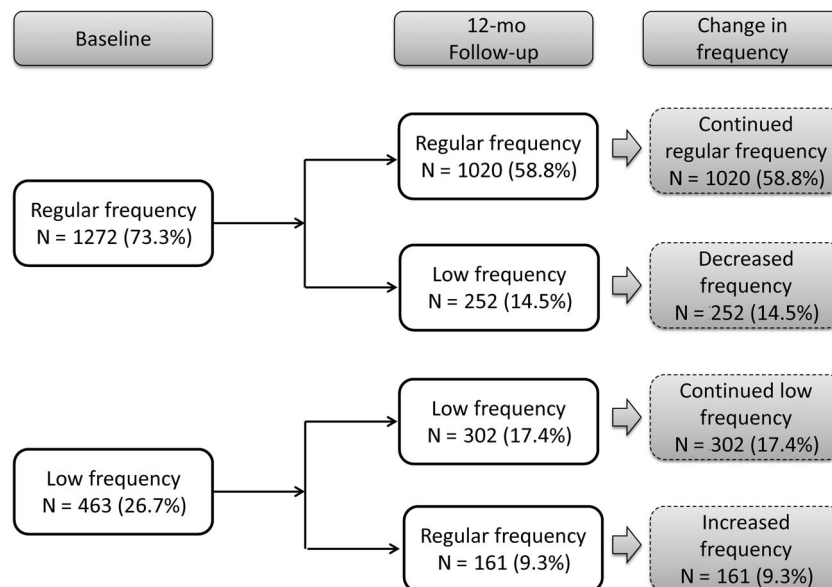 Baseline
12-mo
Follow-up
Change in
frequency
Regular frequency
N = 1272 (73.3%)
Regular frequency
N = 1020 (58.8%)
Continued
regular frequency
N = 1020 (58.8%)
Low frequency
N = 252 (14.5%)
Decreased
frequency
N = 252 (14.5%)
Low frequency
N = 463 (26.7%)
Low frequency
N = 302 (17.4%)
Continued low
frequency
N = 302 (17.4%)
Regular frequency
N = 161 (9.3%)
Increased
frequency
N = 161 (9.3%)